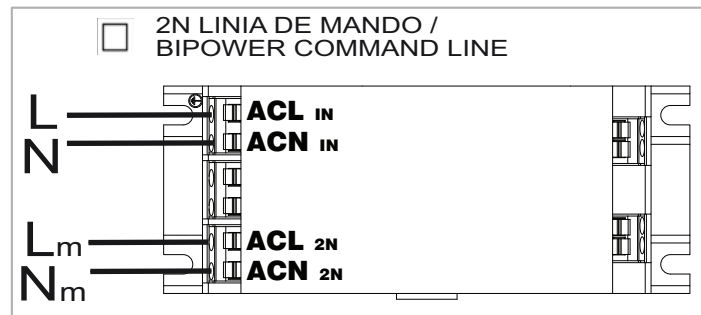 2N LINIA DE MANDO /
BIPOWER COMMAND LINE
L ACL IN
N ACN IN
Lm ACL 2N
Nm ACN 2N